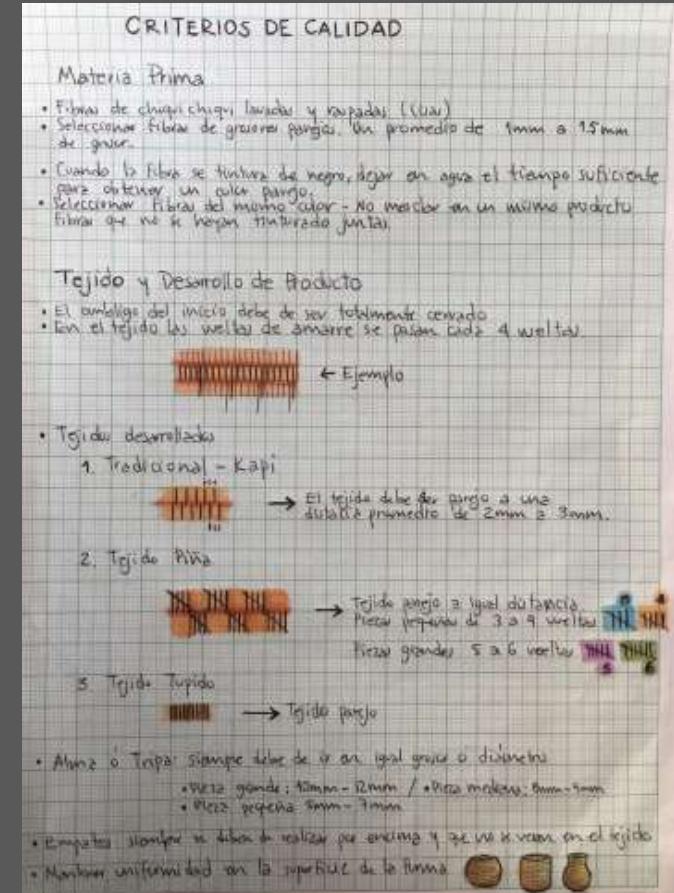 CRITERIOS DE CALIDAD
Materia Prima
• Fibras de chiqui chiqui lavadas y raspadas
• Seleccionar fibras de grosores parejos. Un promedio de 1mm a 1.5mm
de grosor.
• Cuando la fibra se tintura de negro, dejar en agua el tiempo suficiente
para obtener un color parejo.
• Seleccionar fibras del mismo color - No mezclar en un mismo producto
fibras que no se hayan tinturado juntas.
Tejido y Desarrollo de Producto
• El ombligo del inicio debe de ser totalmente cerrado
• En el tejido las vueltas de amarre se pasan cada 4 vueltas.
← Ejemplo
• Tejidos desarrollados
1. Tradicional - Kapi
→ El tejido debe ser parejo a una
distancia promedio de 2mm a 3mm.
2. Tejido Piña
→ Tejido parejo a igual distancia
Piezas pequeñas de 3 a 4 vueltas
Piezas grandes 5 a 6 vueltas
5 6
3. Tejido Tupido
→ Tejido parejo
• Alma ó Tripa: siempre debe de ir en igual grosor o diámetro
• Pieza grande: 10mm - 12mm / • Pieza mediana: 8mm - 9mm
• Pieza pequeña 5mm - 7mm
• Empates siempre se deben de realizar por encima y que no se vean en el tejido
• Mantener uniformidad en la superficie de la forma